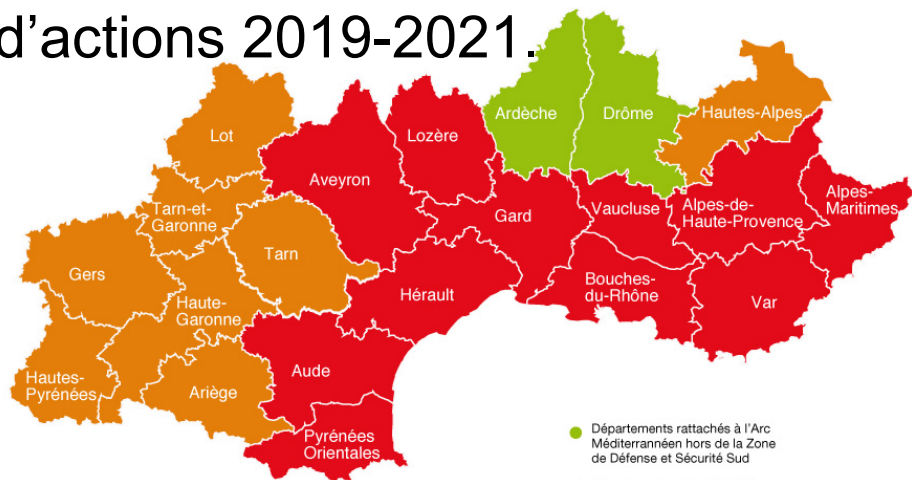 d’actions 2019-2021.
Ardèche
Drôme
Hautes-Alpes
Lot
Lozère
Aveyron
Alpes-
Maritimes
Tarn-et-
Garonne
Gard
Vaucluse
Alpes-de-
Haute-Provence
Tarn
Gers
Bouches-
du-Rhône
Hérault
Var
Haute-
Garonne
Hautes-
Pyrénées
Ariège
Aude
Pyrénées
Orientales
Départements rattachés à l'Arc
Méditerrannéen hors de la Zone
de Défense et Sécurité Sud